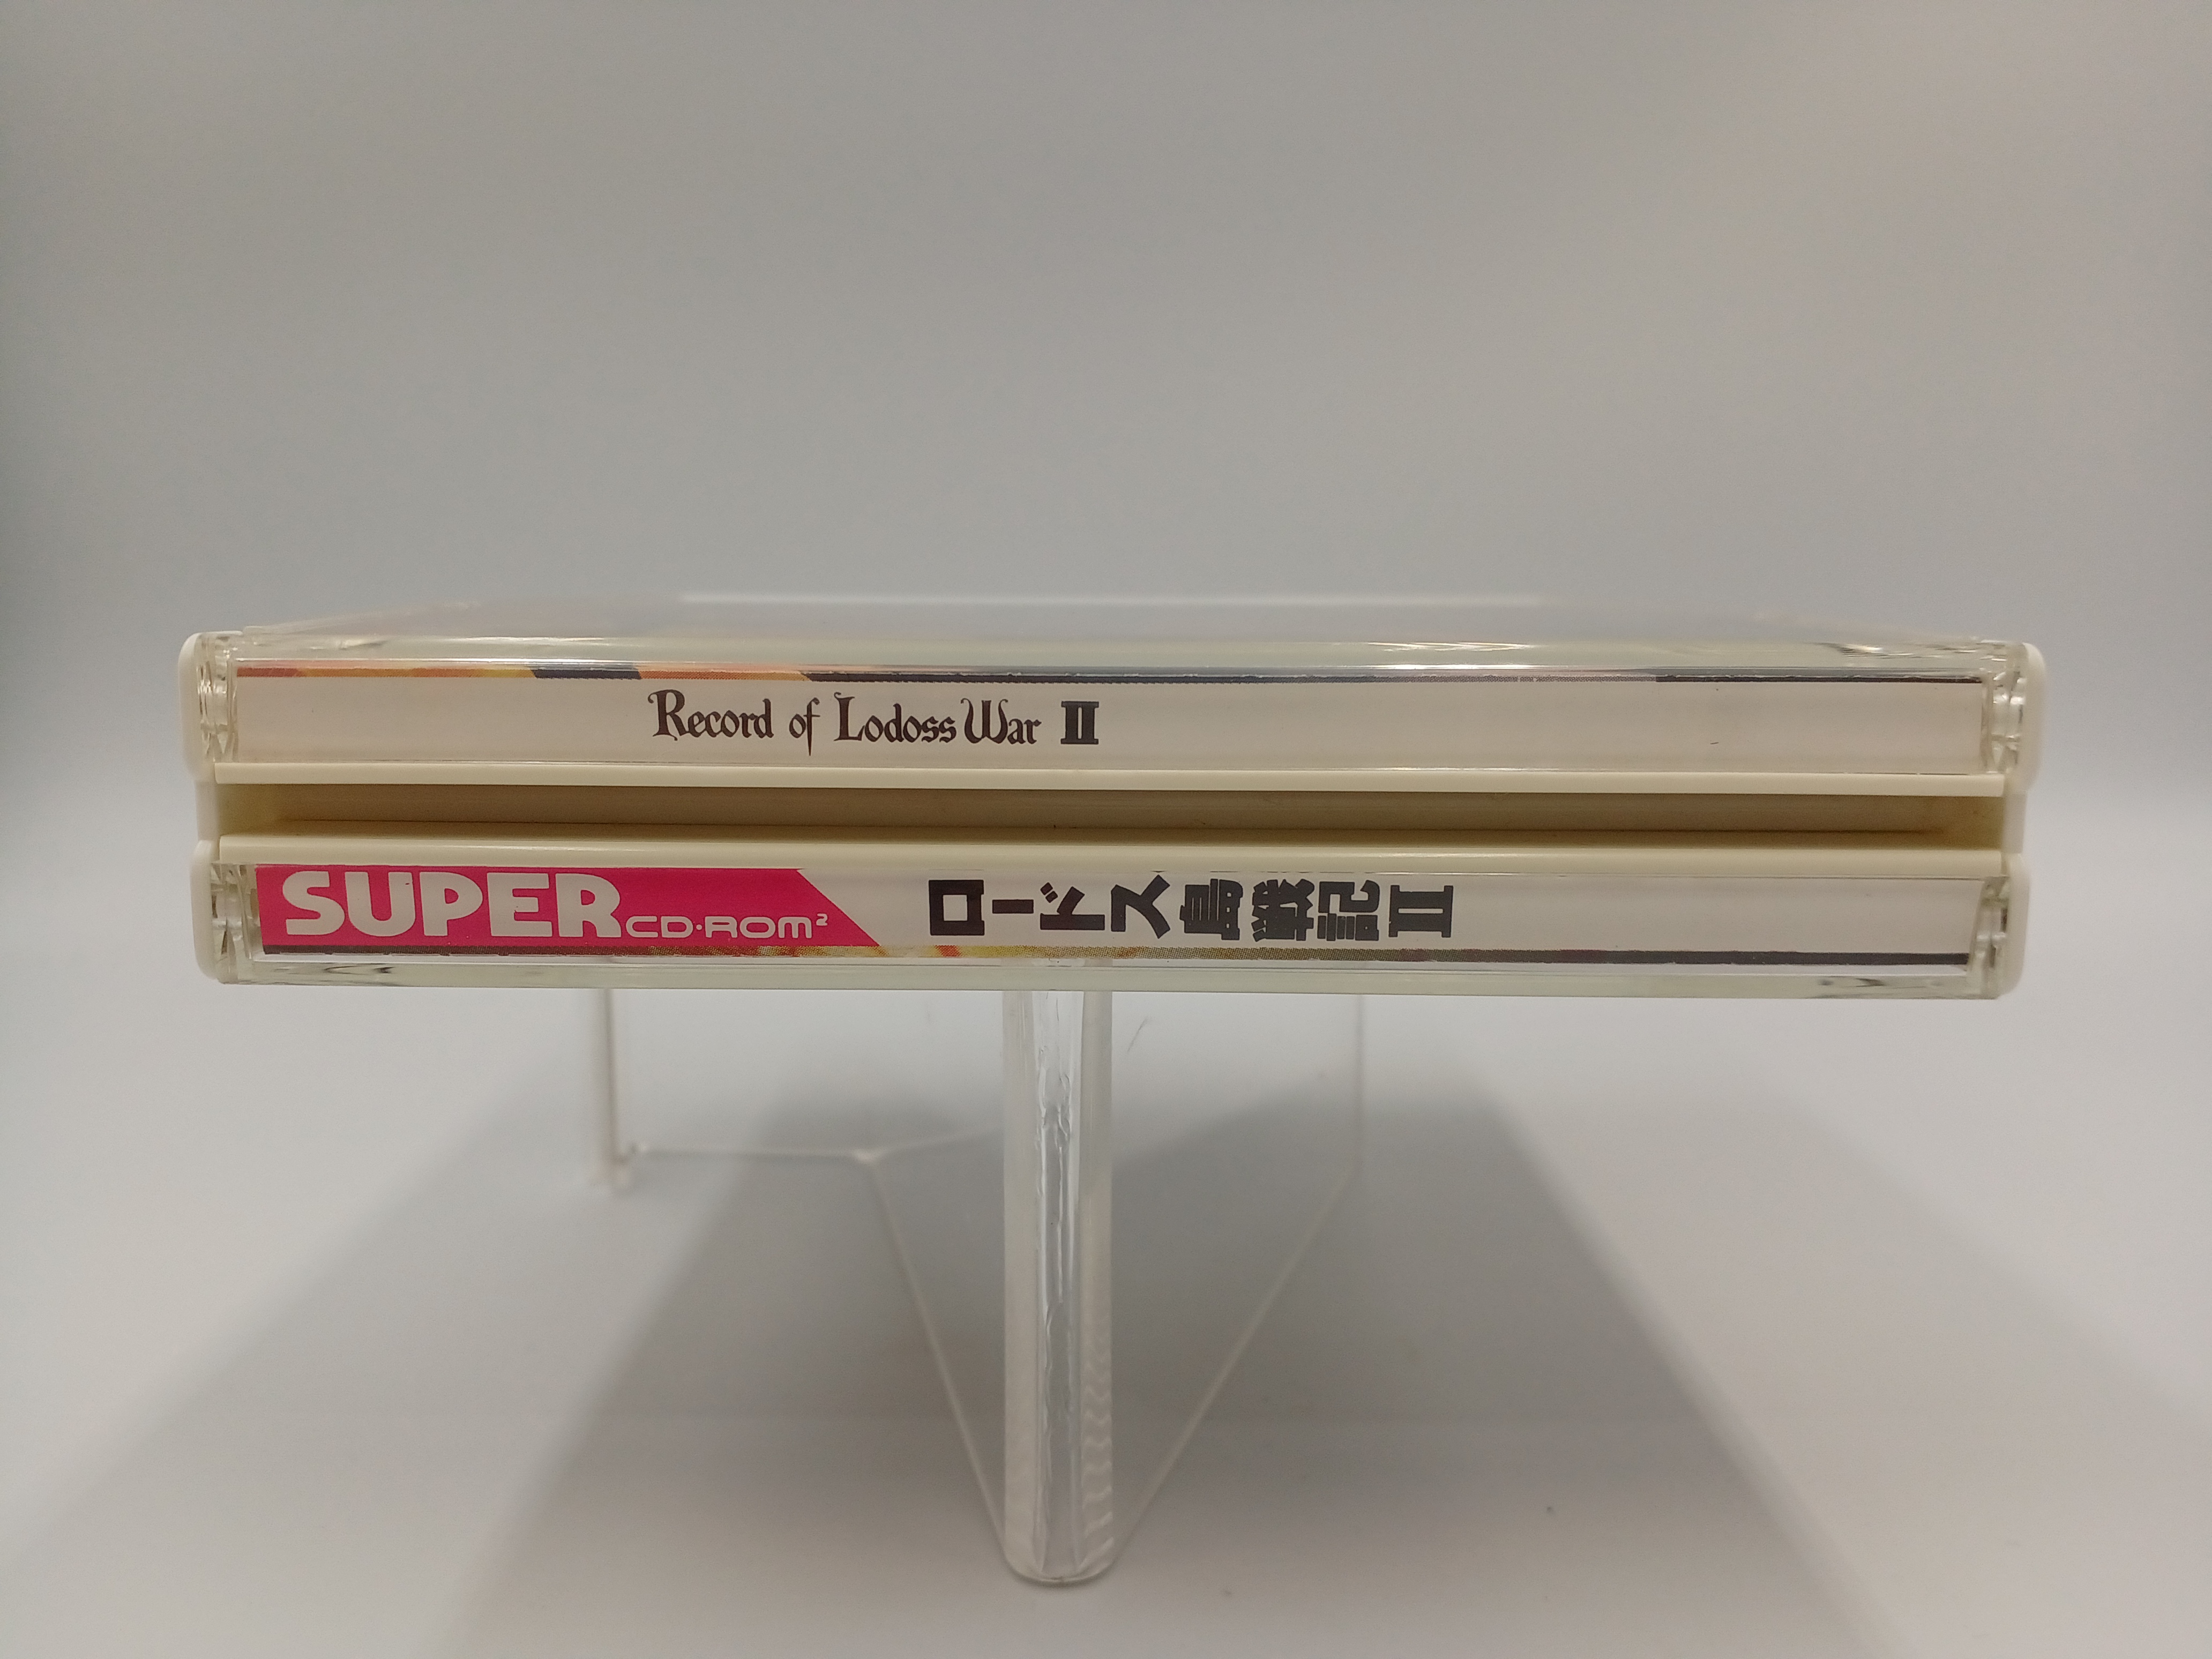 Record of Lodoss War II
SUPER CD·ROM²
ロードス島戦記II